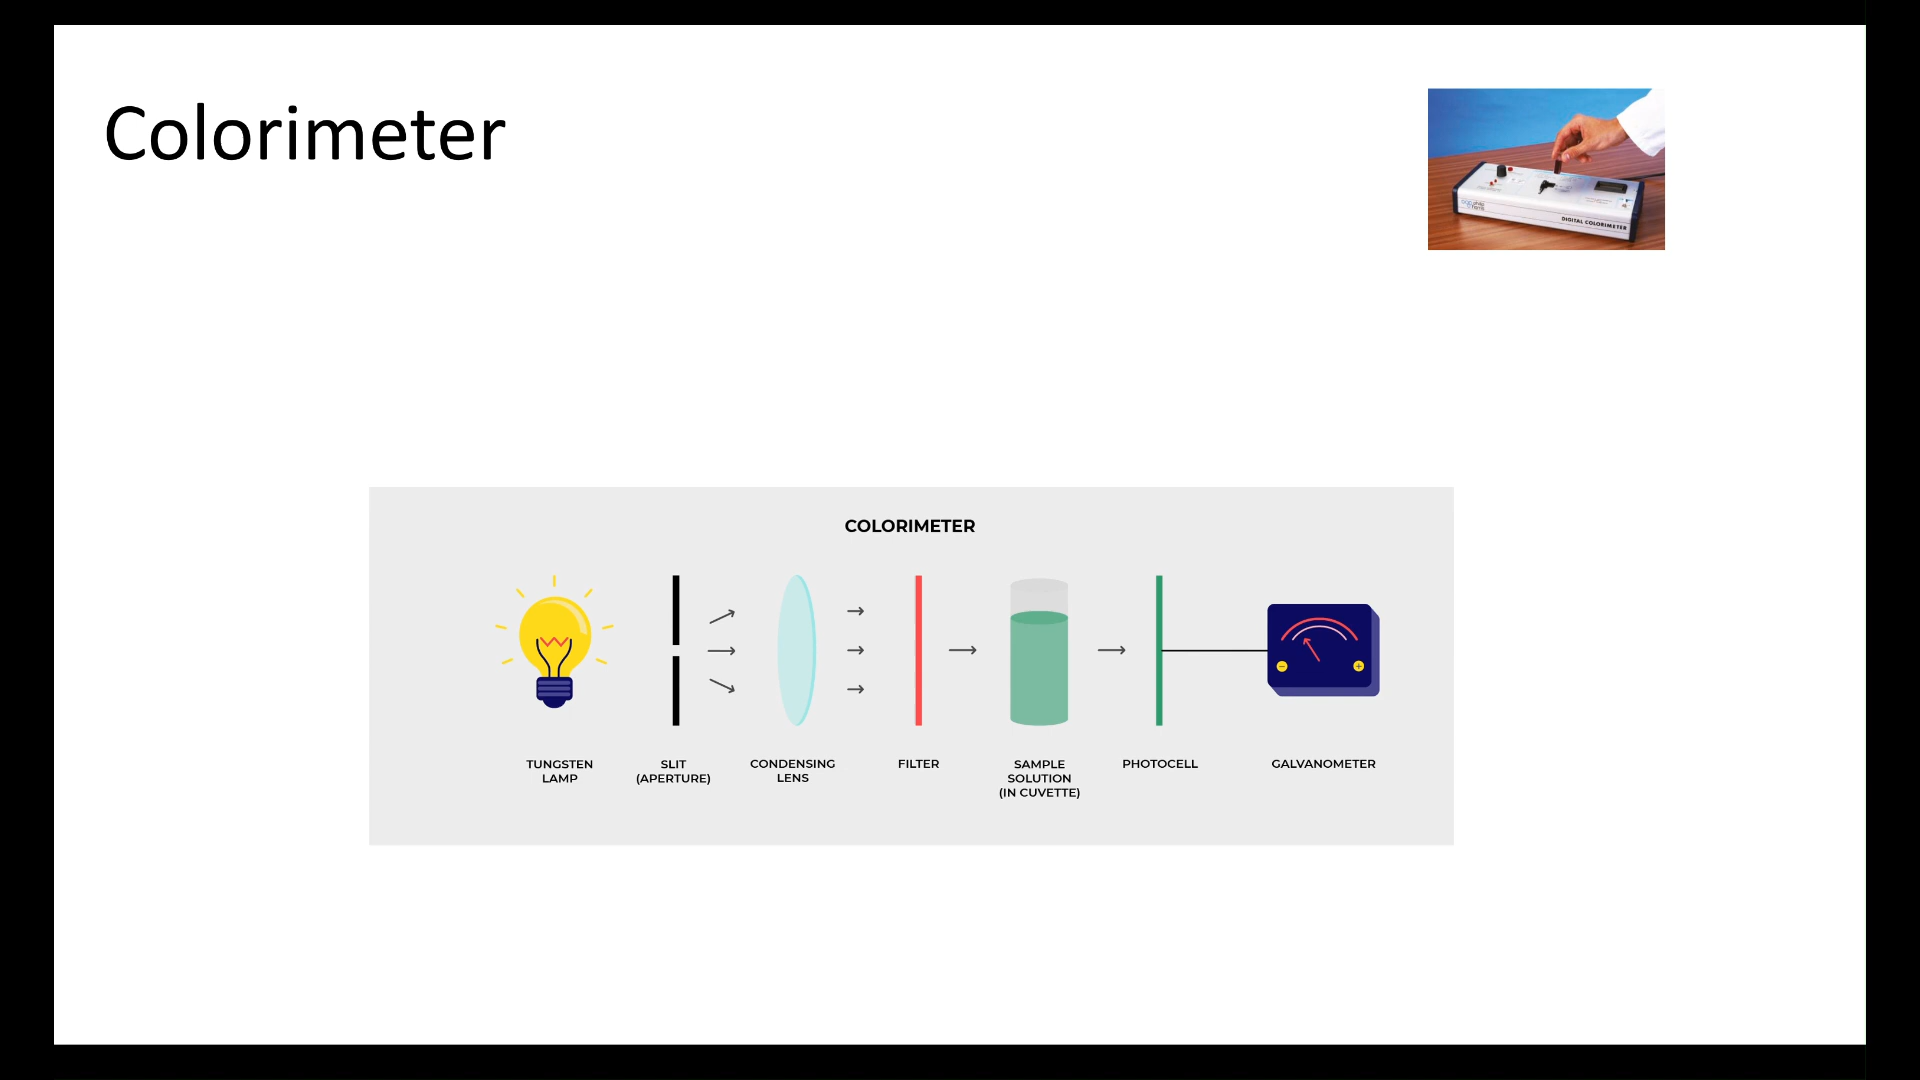 Colorimeter
DIGITAL COLORIMETER
COLORIMETER
TUNGSTEN
LAMP
SLIT
(APERTURE)
CONDENSING
LENS
FILTER
SAMPLE
SOLUTION
(IN CUVETTE)
PHOTOCELL
GALVANOMETER